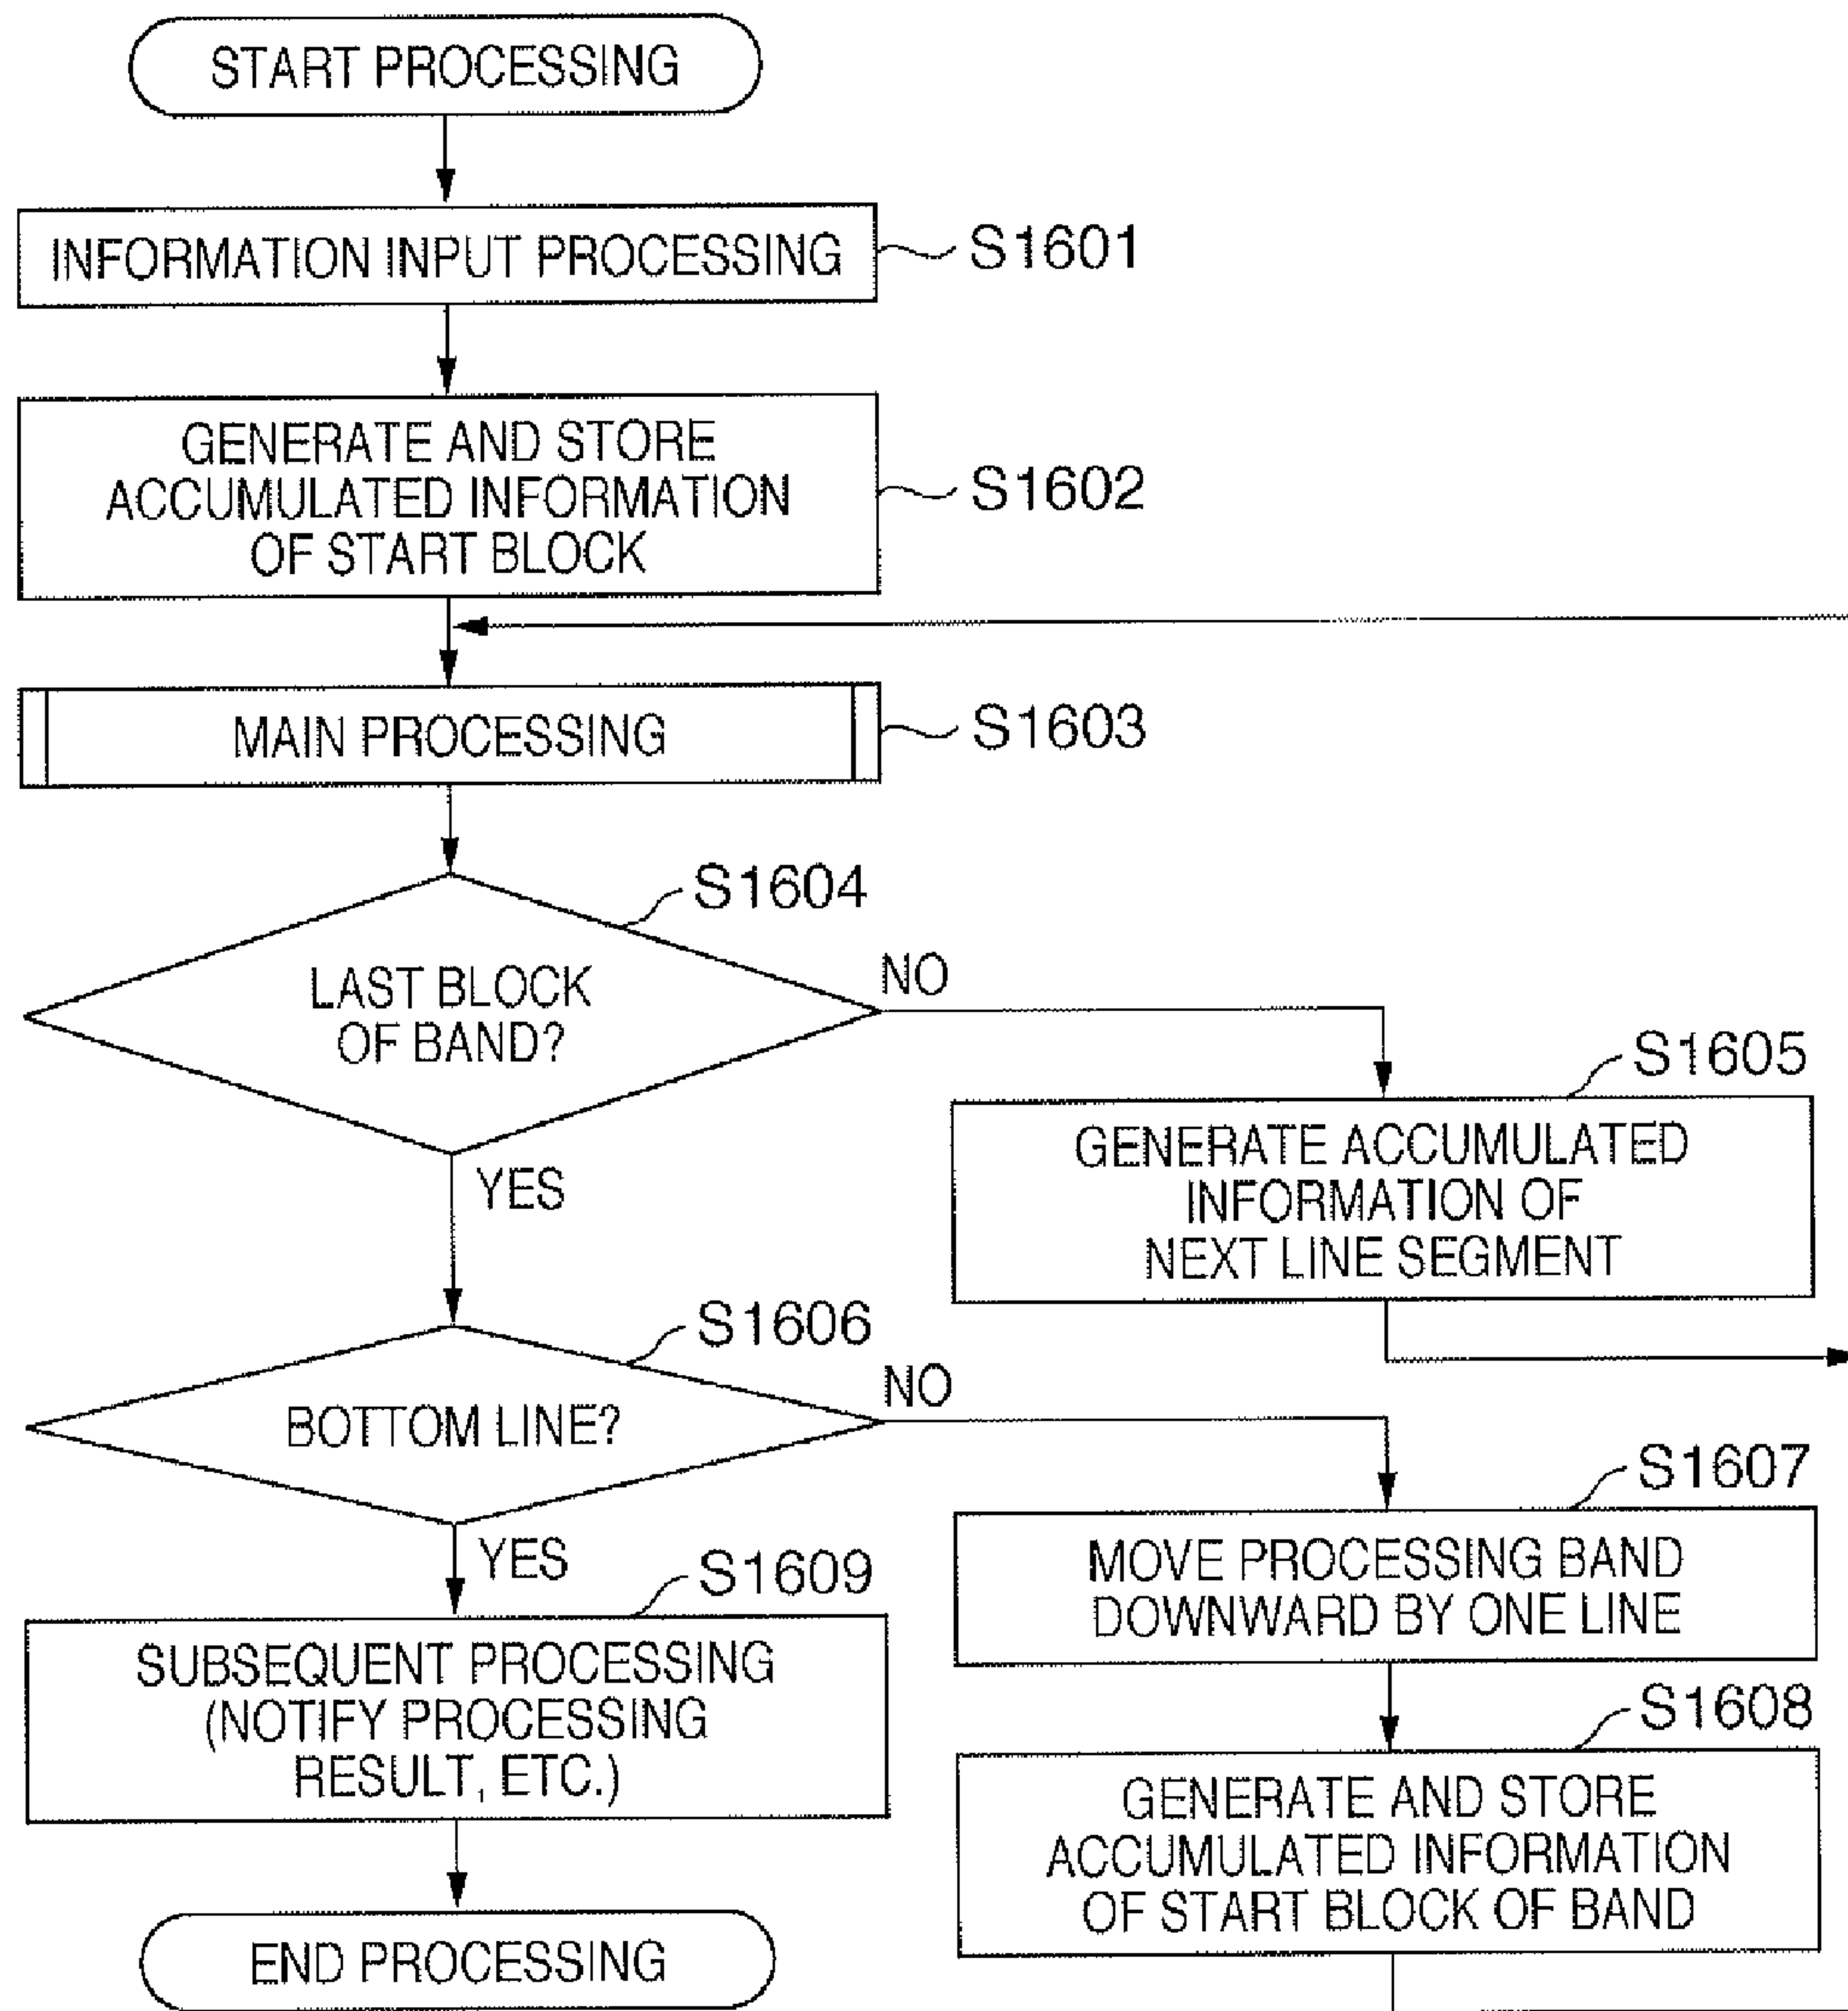 START PROCESSING
INFORMATION INPUT PROCESSING
S1601
GENERATE AND STORE
ACCUMULATED INFORMATION
OF START BLOCK
S1602
MAIN PROCESSING
S1603
S1604
LAST BLOCK
OF BAND?
NO
YES
S1605
GENERATE ACCUMULATED
INFORMATION OF
NEXT LINE SEGMENT
S1606
BOTTOM LINE?
NO
YES
S1607
MOVE PROCESSING BAND
DOWNWARD BY ONE LINE
S1608
GENERATE AND STORE
ACCUMULATED INFORMATION
OF START BLOCK OF BAND
S1609
SUBSEQUENT PROCESSING
(NOTIFY PROCESSING
RESULT, ETC.)
END PROCESSING